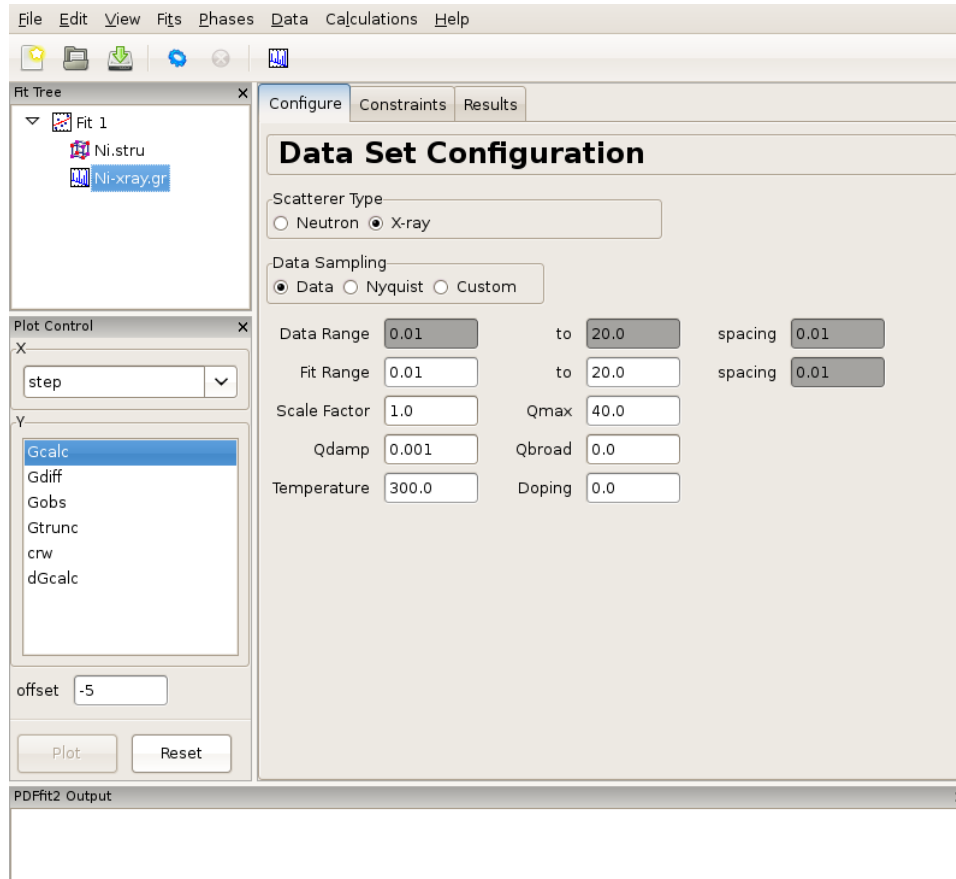 File Edit View Fits Phases Data Calculations Help
Fit Tree x
Fit 1
Ni.stru
Ni-xray.gr
Plot Control x
X
step
Y
Gcalc
Gdiff
Gobs
Gtrunc
crw
dGcalc
offset -5
Plot Reset
Configure Constraints Results
Data Set Configuration
Scatterer Type
Neutron X-ray
Data Sampling
Data Nyquist Custom
Data Range 0.01 to 20.0 spacing 0.01
Fit Range 0.01 to 20.0 spacing 0.01
Scale Factor 1.0 Qmax 40.0
Qdamp 0.001 Qbroad 0.0
Temperature 300.0 Doping 0.0
PDFfit2 Output